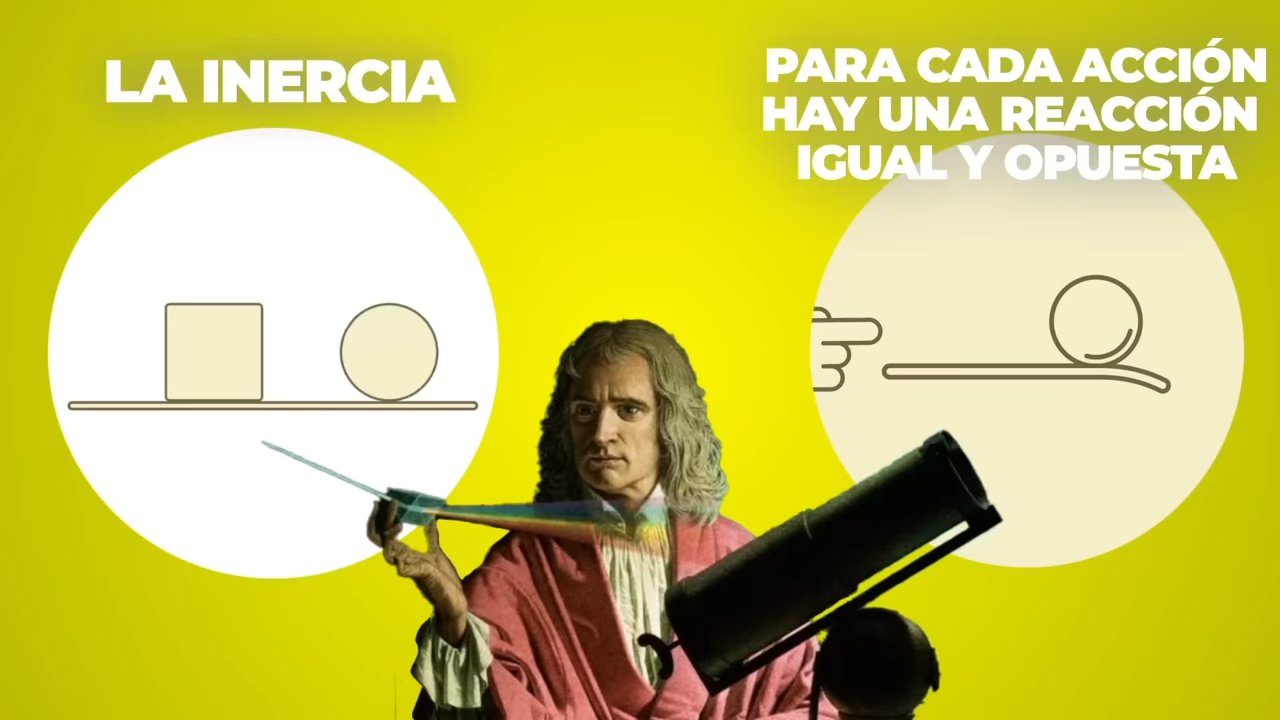 LA INERCIA
PARA CADA ACCIÓN
HAY UNA REACCIÓN
IGUAL Y OPUESTA